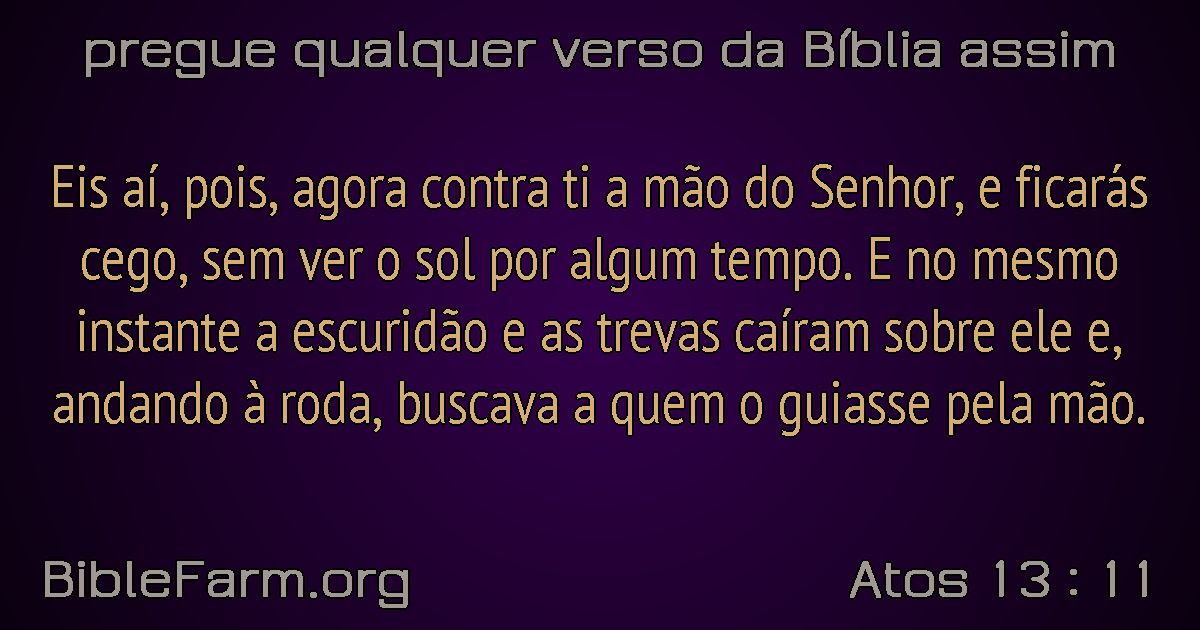 pregue qualquer verso da Bíblia assim
Eis aí, pois, agora contra ti a mão do Senhor, e ficarás
cego, sem ver o sol por algum tempo. E no mesmo
instante a escuridão e as trevas caíram sobre ele e,
andando à roda, buscava a quem o guiasse pela mão.
BibleFarm.org
Atos 13 : 11